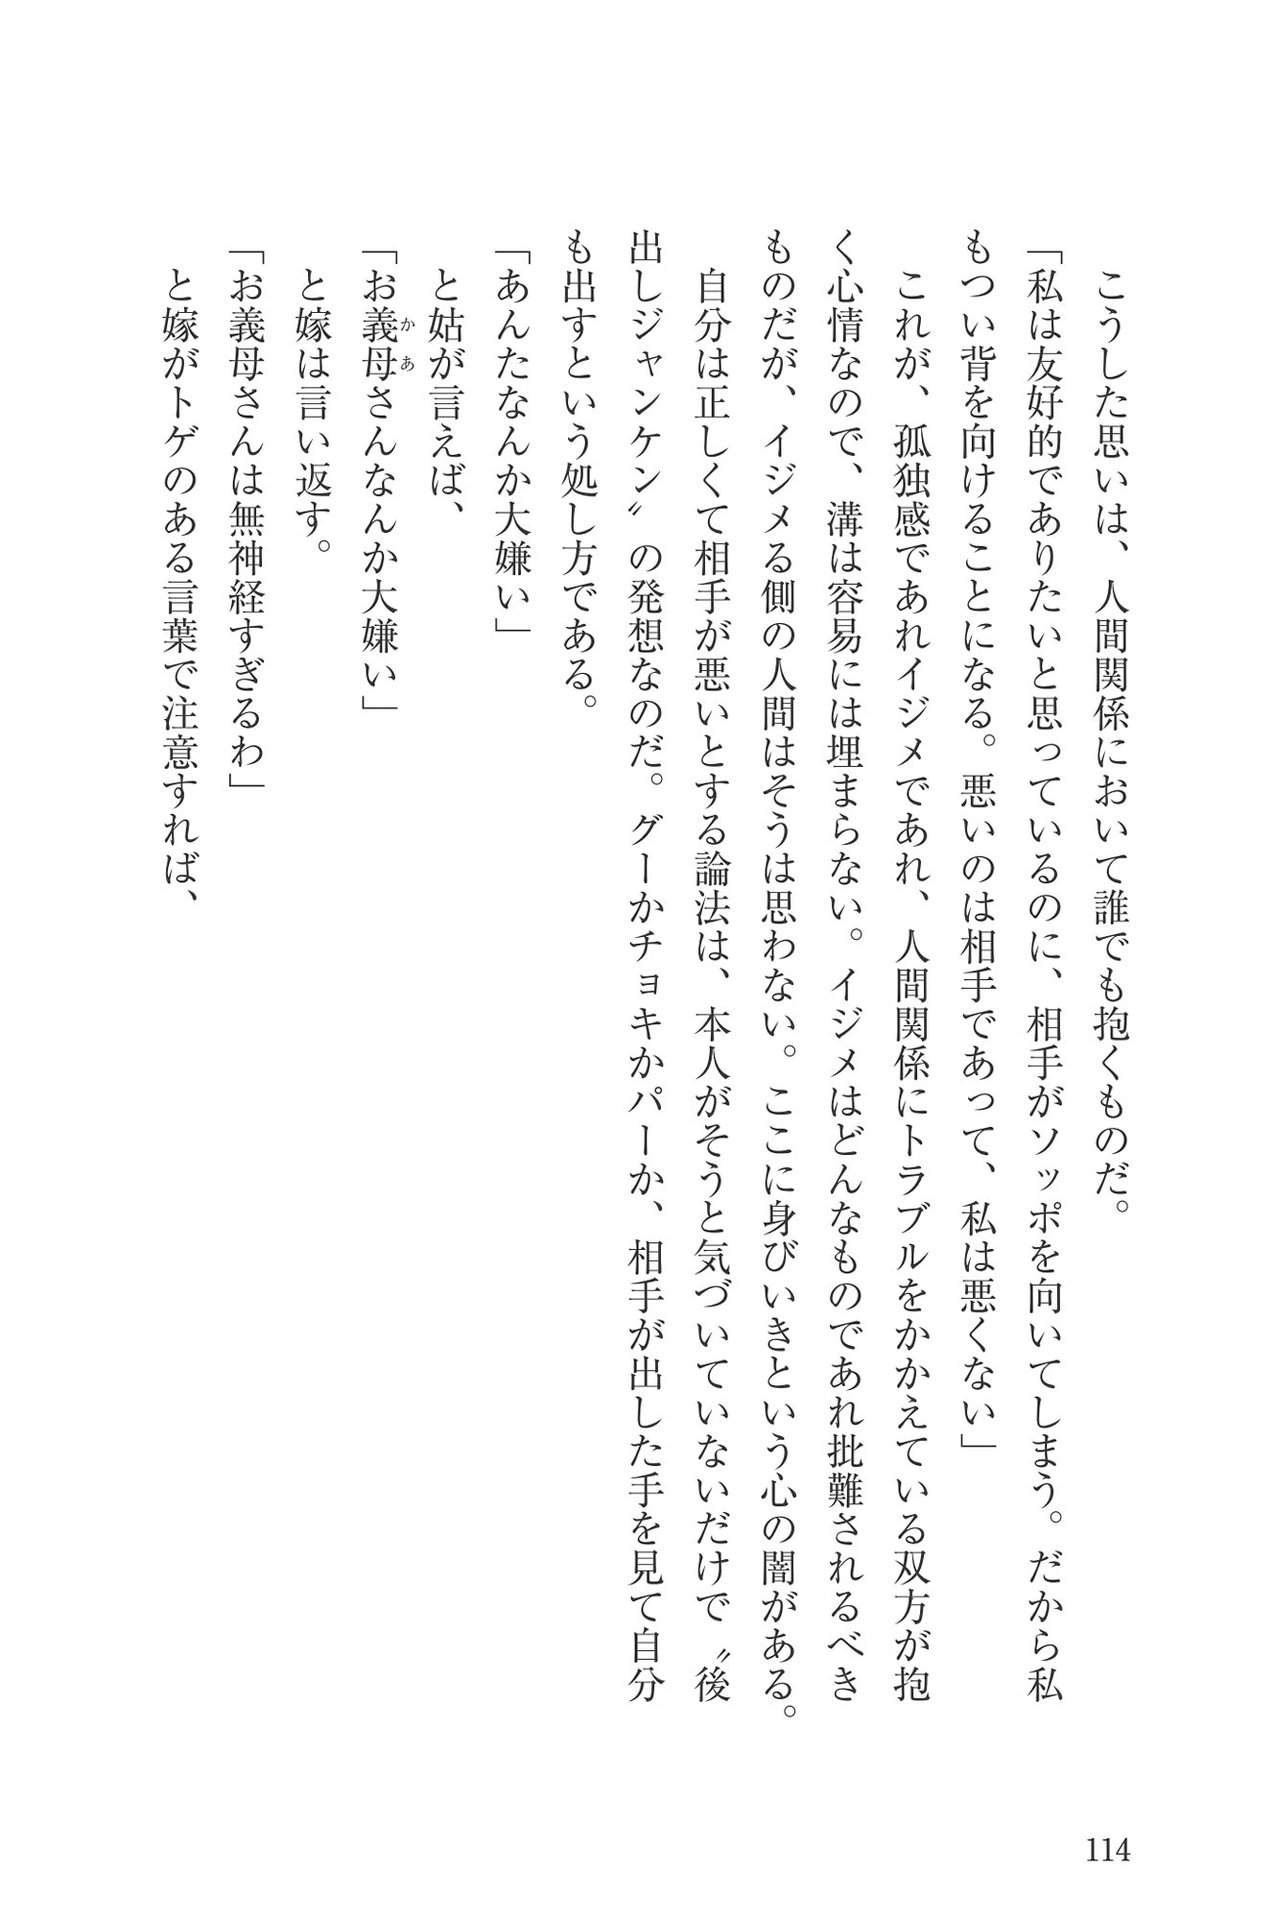 こうした思いは、人間関係において誰でも抱くものだ。
「私は友好的でありたいと思っているのに、相手がソッポを向いてしまう。だから私
もつい背を向けることになる。悪いのは相手であって、私は悪くない」
これが、孤独感であれイジメであれ、人間関係にトラブルをかかえている双方が抱
く心情なので、溝は容易には埋まらない。イジメはどんなものであれ批難されるべき
ものだが、イジメる側の人間はそうは思わない。ここに身びいきという心の闇がある。
自分は正しくて相手が悪いとする論法は、本人がそうと気づいていないだけで〝後
出しジャンケン〟の発想なのだ。グーかチョキかパーか、相手が出した手を見て自分
も出すという処し方である。
「あんたなんか大嫌い」
と姑が言えば、
「お義母さんなんか大嫌い」
かあ
と嫁は言い返す。
「お義母さんは無神経すぎるわ」
と嫁がトゲのある言葉で注意すれば、
114